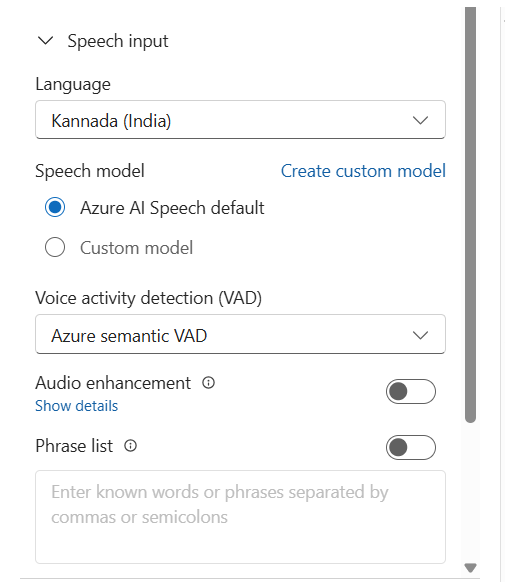 Speech input
Language
Kannada (India)
Speech model
Create custom model
Azure AI Speech default
Custom model
Voice activity detection (VAD)
Azure semantic VAD
Audio enhancement
Show details
Phrase list
Enter known words or phrases separated by
commas or semicolons